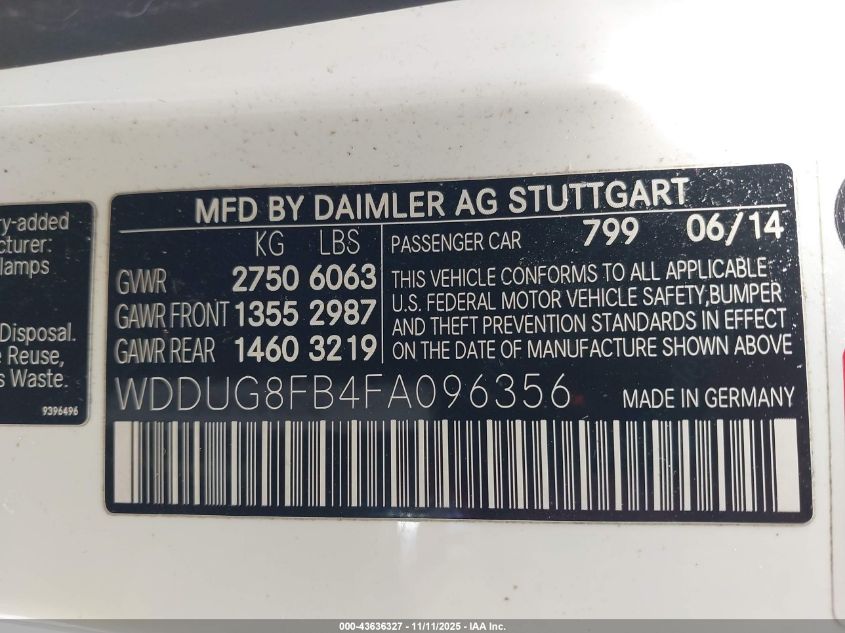 ry-added
cturer:
lamps
Disposal.
Reuse,
s Waste.
9396496
MFD BY DAIMLER AG STUTTGART
KG LBS
PASSENGER CAR 799 06/14
GVWR 2750 6063
GAWR FRONT 1355 2987
GAWR REAR 1460 3219
THIS VEHICLE CONFORMS TO ALL APPLICABLE
U.S. FEDERAL MOTOR VEHICLE SAFETY,BUMPER
AND THEFT PREVENTION STANDARDS IN EFFECT
ON THE DATE OF MANUFACTURE SHOWN ABOVE
WDDUG8FB4FA096356
MADE IN GERMANY
000-43636327 - 11/11/2025 - IAA Inc.